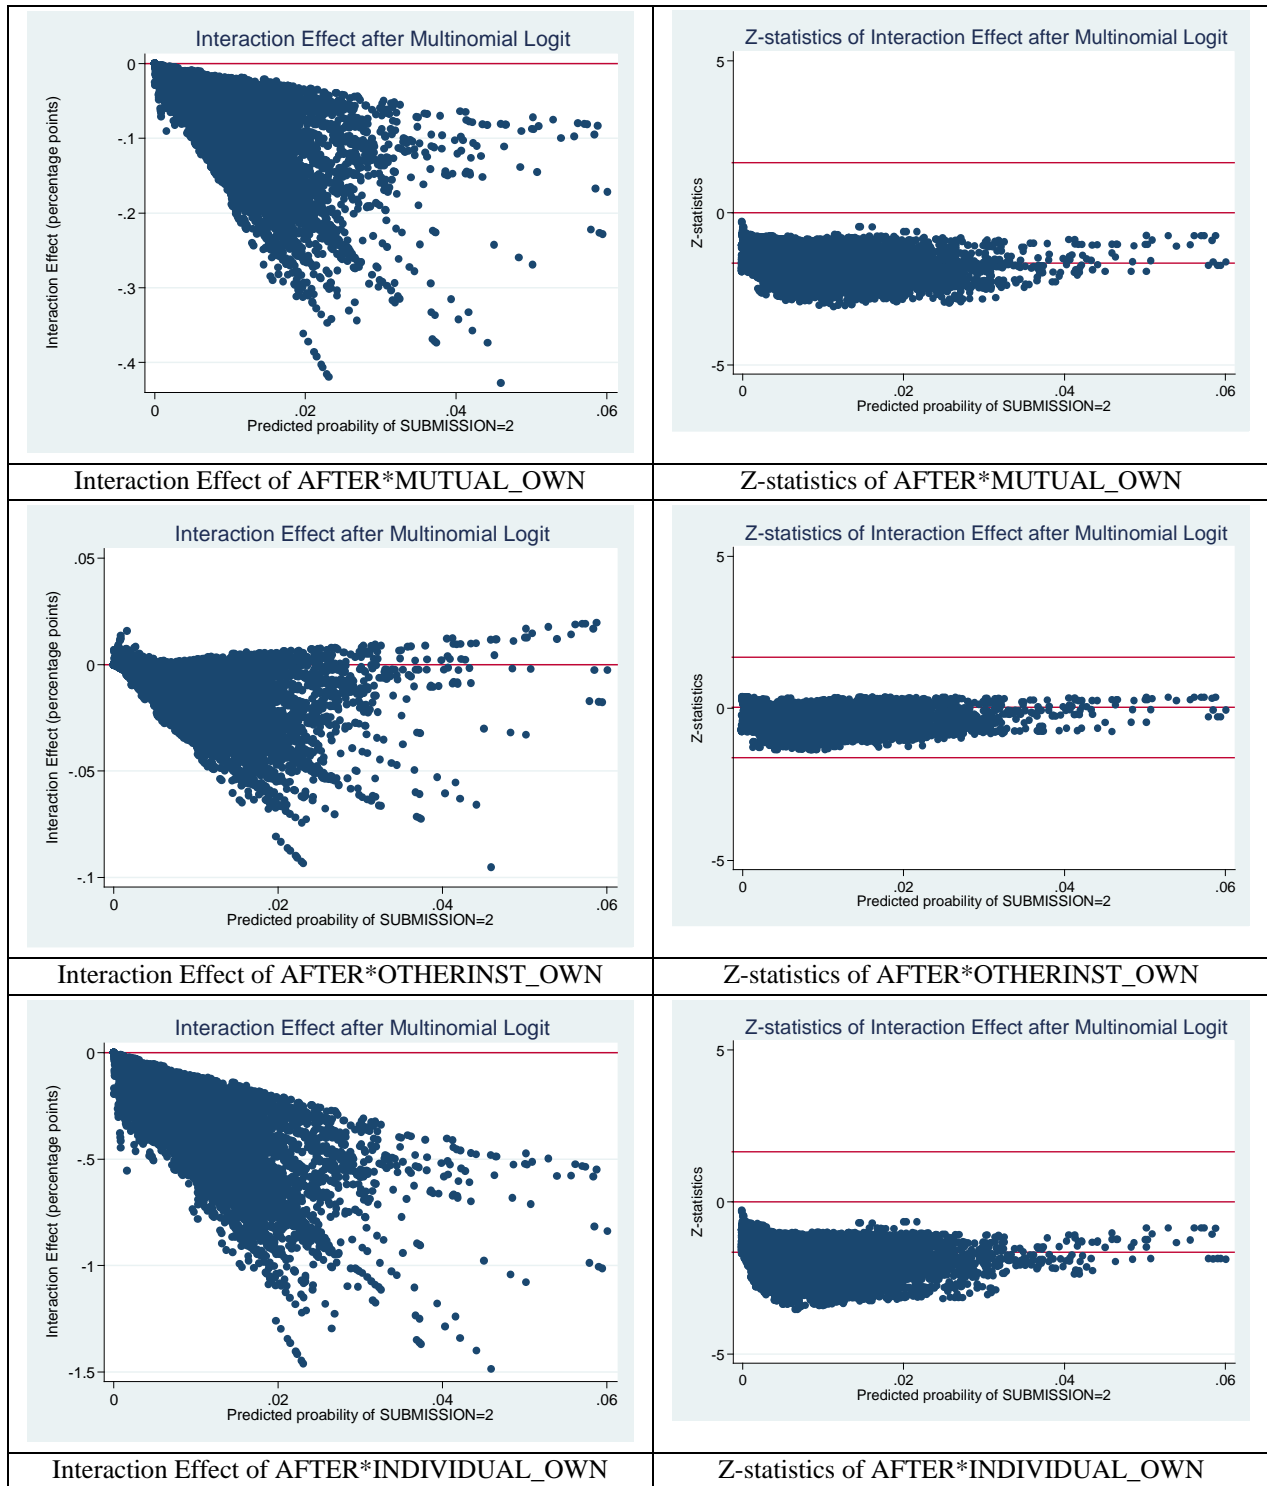 Interaction Effect after Multinomial Logit
Interaction Effect (percentage points)
0
-.1
-.2
-.3
-.4
0 .02 .04 .06
Predicted proability of SUBMISSION=2
Z-statistics of Interaction Effect after Multinomial Logit
Z-statistics
5
0
-5
0 .02 .04 .06
Predicted proability of SUBMISSION=2
Interaction Effect of AFTER*MUTUAL_OWN
Z-statistics of AFTER*MUTUAL_OWN
Interaction Effect after Multinomial Logit
Interaction Effect (percentage points)
.05
0
-.05
-.1
0 .02 .04 .06
Predicted proability of SUBMISSION=2
Z-statistics of Interaction Effect after Multinomial Logit
Z-statistics
5
0
-5
0 .02 .04 .06
Predicted proability of SUBMISSION=2
Interaction Effect of AFTER*OTHERINST_OWN
Z-statistics of AFTER*OTHERINST_OWN
Interaction Effect after Multinomial Logit
Interaction Effect (percentage points)
0
-.5
-1
-1.5
0 .02 .04 .06
Predicted proability of SUBMISSION=2
Z-statistics of Interaction Effect after Multinomial Logit
Z-statistics
5
0
-5
0 .02 .04 .06
Predicted proability of SUBMISSION=2
Interaction Effect of AFTER*INDIVIDUAL_OWN
Z-statistics of AFTER*INDIVIDUAL_OWN